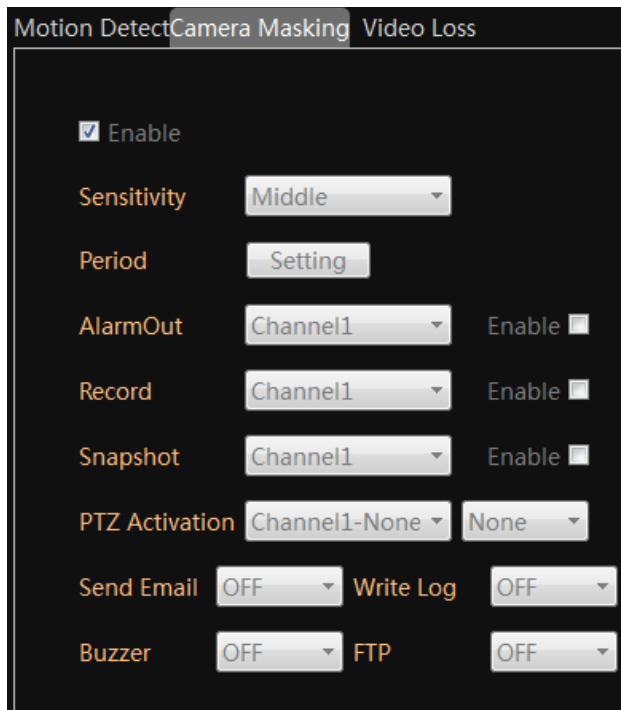 Motion Detect Camera Masking Video Loss
Enable
Sensitivity Middle
Period Setting
AlarmOut Channel1 Enable
Record Channel1 Enable
Snapshot Channel1 Enable
PTZ Activation Channel1-None None
Send Email OFF Write Log OFF
Buzzer OFF FTP OFF